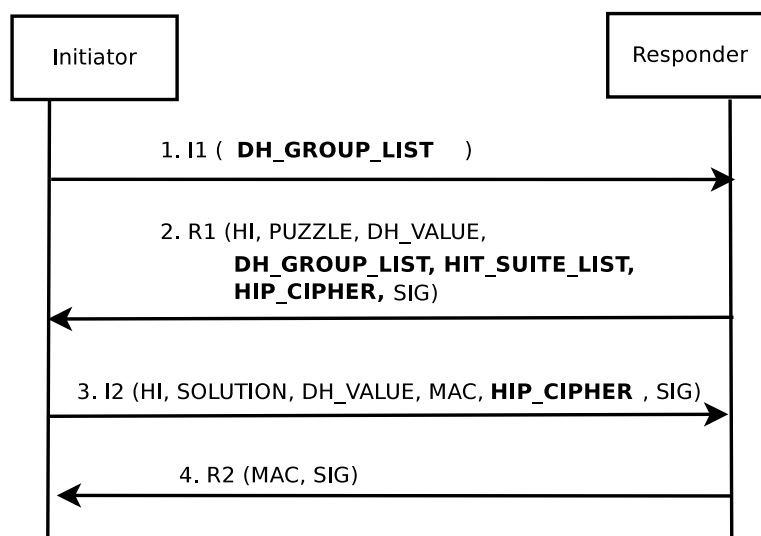 Initiator
Responder
1. I1 ( DH_GROUP_LIST )
2. R1 (HI, PUZZLE, DH_VALUE,
DH_GROUP_LIST, HIT_SUITE_LIST,
HIP_CIPHER, SIG)
3. I2 (HI, SOLUTION, DH_VALUE, MAC, HIP_CIPHER , SIG)
4. R2 (MAC, SIG)